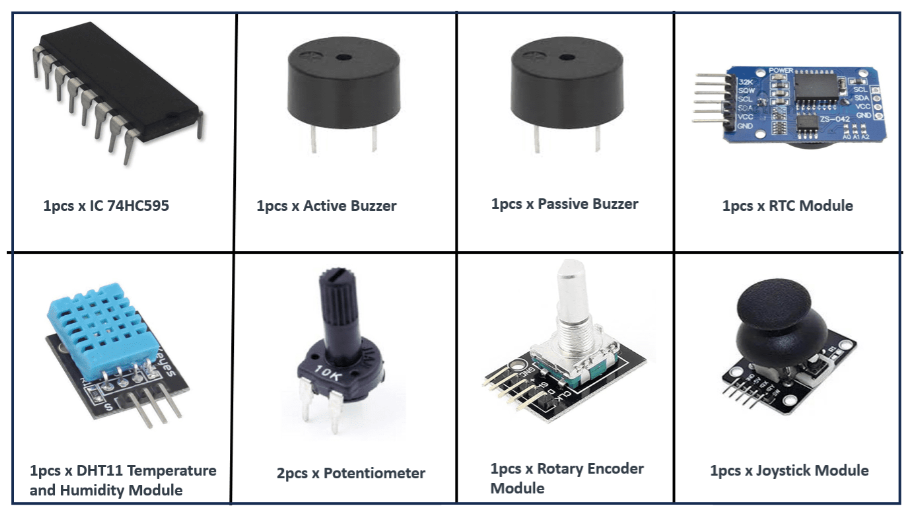 POWER
32K
SQW
SCL
SDA
VCC
GND
SCL
SDA
VCC
GND
ZS-042
A0 A1 A2
1pcs x IC 74HC595
1pcs x Active Buzzer
1pcs x Passive Buzzer
1pcs x RTC Module
S
10K
GND
CLK
1pcs x DHT11 Temperature
and Humidity Module
2pcs x Potentiometer
1pcs x Rotary Encoder
Module
1pcs x Joystick Module